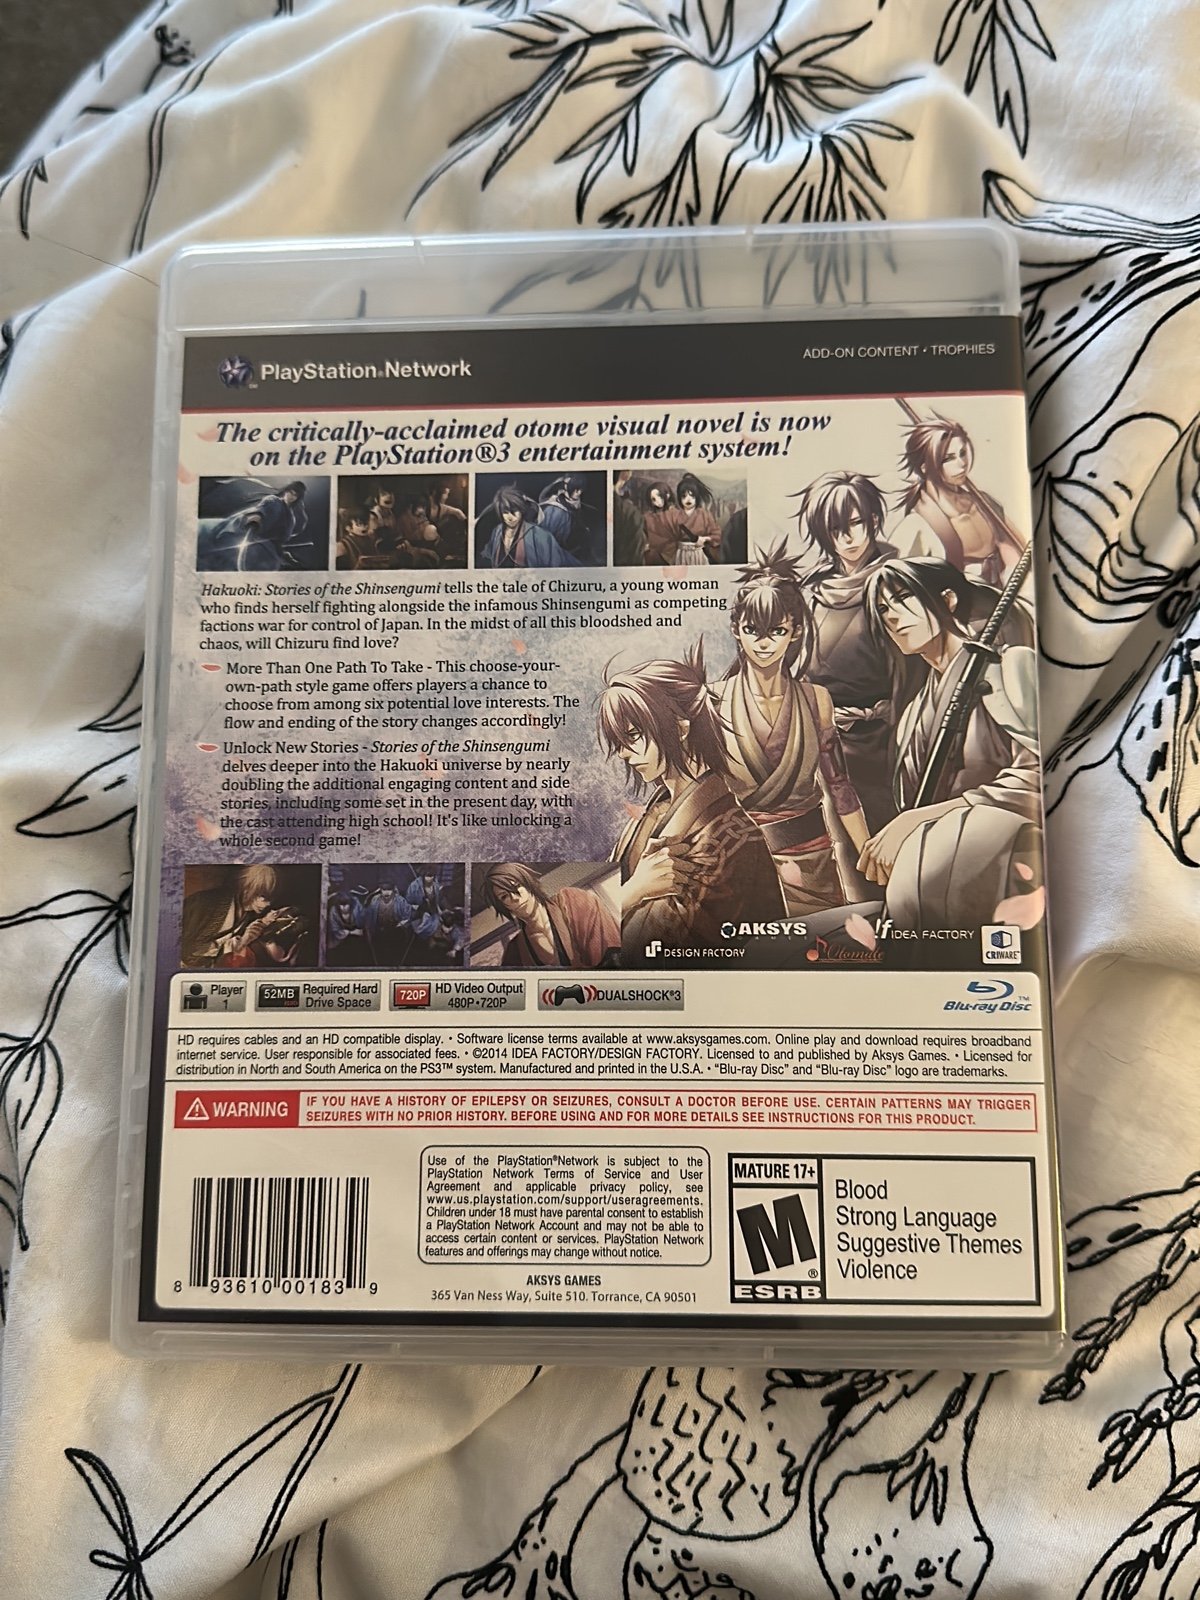 PlayStation®Network
ADD-ON CONTENT • TROPHIES
The critically-acclaimed otome visual novel is now
on the PlayStation®3 entertainment system!
Hakuoki: Stories of the Shinsengumi tells the tale of Chizuru, a young woman
who finds herself fighting alongside the infamous Shinsengumi as competing
factions war for control of Japan. In the midst of all this bloodshed and
chaos, will Chizuru find love?
More Than One Path To Take - This choose-your-
own-path style game offers players a chance to
choose from among six potential love interests. The
flow and ending of the story changes accordingly!
Unlock New Stories - Stories of the Shinsengumi
delves deeper into the Hakuoki universe by nearly
doubling the additional engaging content and side
stories, including some set in the present day, with
the cast attending high school! It's like unlocking a
whole second game!
AKSYS
GAMES
IDEA FACTORY
DESIGN FACTORY
Otomate
CRIWARE™
Player
1
52MB
Required Hard
Drive Space
720P
HD Video Output
480P•720P
DUALSHOCK®3
Blu-ray Disc™
HD requires cables and an HD compatible display. • Software license terms available at www.aksysgames.com. Online play and download requires broadband
internet service. User responsible for associated fees. • ©2014 IDEA FACTORY/DESIGN FACTORY. Licensed to and published by Aksys Games. • Licensed for
distribution in North and South America on the PS3™ system. Manufactured and printed in the U.S.A. • "Blu-ray Disc" and "Blu-ray Disc" logo are trademarks.
WARNING
IF YOU HAVE A HISTORY OF EPILEPSY OR SEIZURES, CONSULT A DOCTOR BEFORE USE. CERTAIN PATTERNS MAY TRIGGER
SEIZURES WITH NO PRIOR HISTORY. BEFORE USING AND FOR MORE DETAILS SEE INSTRUCTIONS FOR THIS PRODUCT.
8 93610 00183 9
Use of the PlayStation®Network is subject to the
PlayStation Network Terms of Service and User
Agreement and applicable privacy policy, see
www.us.playstation.com/support/useragreements.
Children under 18 must have parental consent to establish
a PlayStation Network Account and may not be able to
access certain content or services. PlayStation Network
features and offerings may change without notice.
AKSYS GAMES
365 Van Ness Way, Suite 510. Torrance, CA 90501
MATURE 17+
M®
ESRB
Blood
Strong Language
Suggestive Themes
Violence